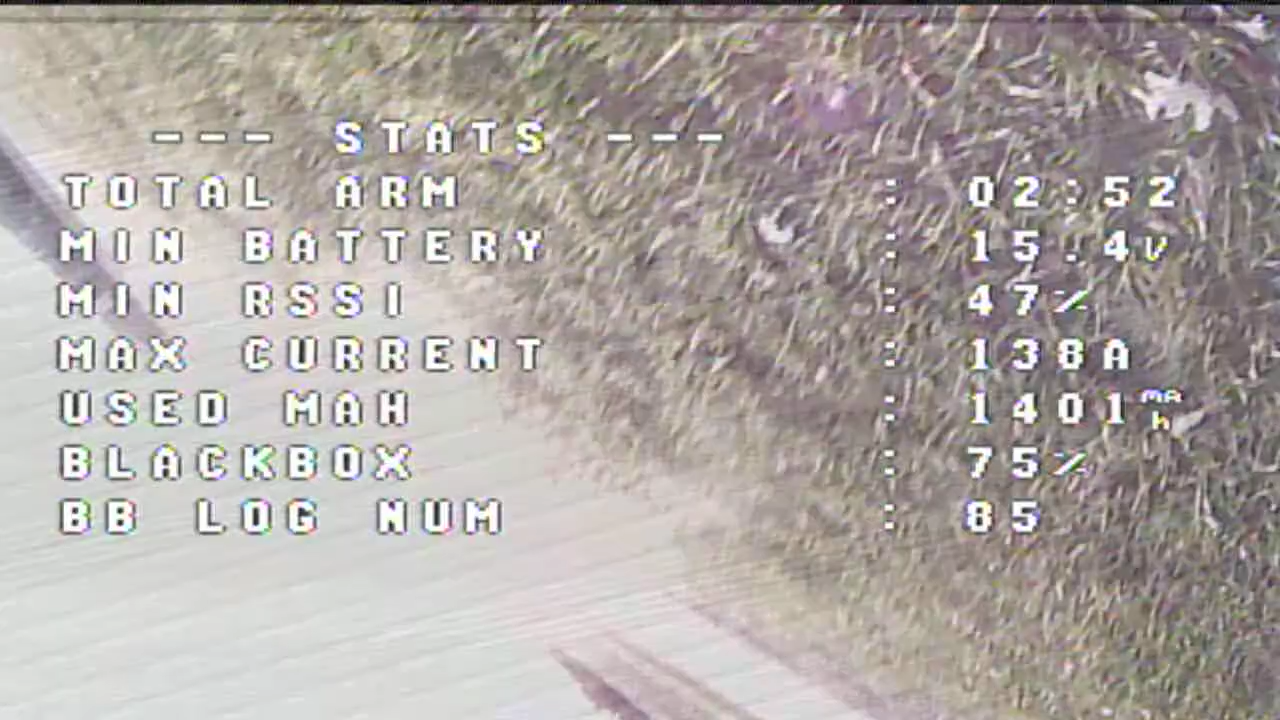 --- STATS ---
TOTAL ARM : 02:52
MIN BATTERY : 15.4V
MIN RSSI : 47%
MAX CURRENT : 138A
USED MAH : 1401mAh
BLACKBOX : 75%
BB LOG NUM : 85